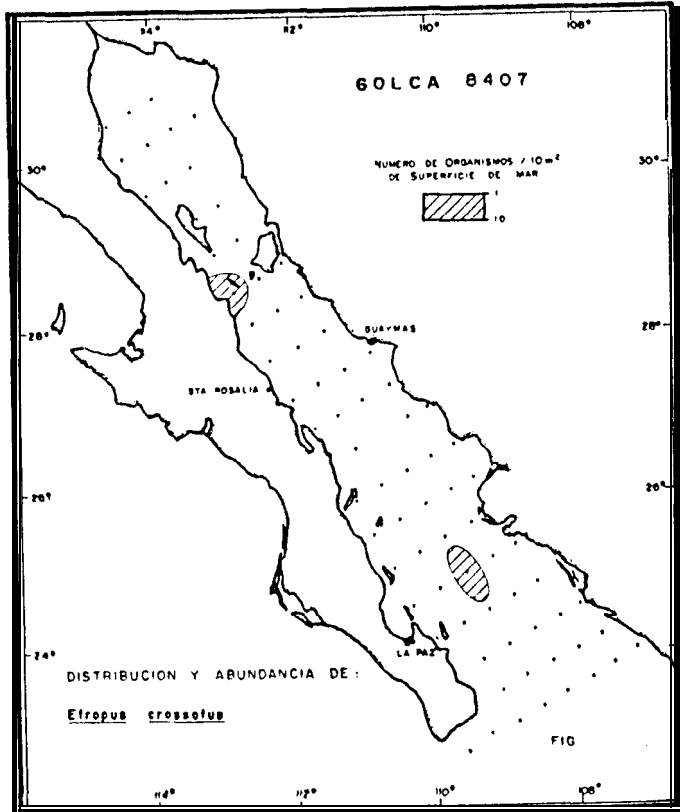 114°
112°
110°
108°
GOLCA 8407
NUMERO DE ORGANISMOS / 10 m²
DE SUPERFICIE DE MAR
1
10
30°
30°
28°
28°
GUAYMAS
STA ROSALIA
26°
26°
24°
LA PAZ
DISTRIBUCION Y ABUNDANCIA DE :
Etropus crossotus
FIG
114°
112°
110°
108°